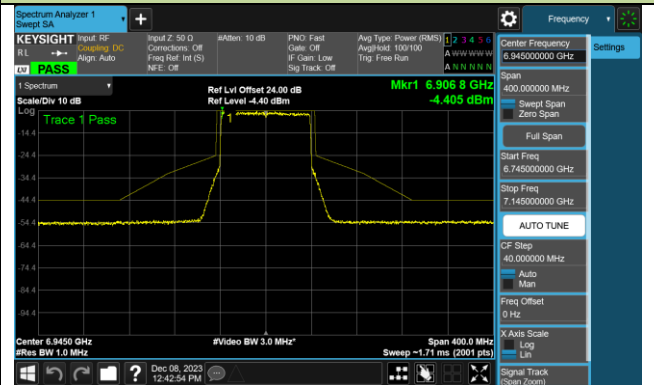 Spectrum Analyzer 1
Swept SA
Frequency
KEYSIGHT
RL
LXI
PASS
Input: RF
Coupling: DC
Align: Auto
Input Z: 50 Ω
Corrections: Off
Freq Ref: Int (S)
NFE: Off
#Atten: 10 dB
PNO: Fast
Gate: Off
IF Gain: Low
Sig Track: Off
Avg Type: Power (RMS)
Avg|Hold: 100/100
Trig: Free Run
1 2 3 4 5 6
A W W W W W
A N N N N N
1 Spectrum
Scale/Div 10 dB
Log
Ref Lvl Offset 24.00 dB
Ref Level -4.40 dBm
Mkr1 6.906 8 GHz
-4.405 dBm
Trace 1 Pass
1
-14.4
-24.4
-34.4
-44.4
-54.4
-64.4
-74.4
-84.4
-94.4
Center 6.9450 GHz
#Res BW 1.0 MHz
#Video BW 3.0 MHz*
Span 400.0 MHz
Sweep ~1.71 ms (2001 pts)
Center Frequency
6.945000000 GHz
Span
400.000000 MHz
Swept Span
Zero Span
Full Span
Start Freq
6.745000000 GHz
Stop Freq
7.145000000 GHz
AUTO TUNE
CF Step
40.000000 MHz
Auto
Man
Freq Offset
0 Hz
X Axis Scale
Log
Lin
Signal Track
(Span Zoom)
Settings
?
Dec 08, 2023
12:42:54 PM